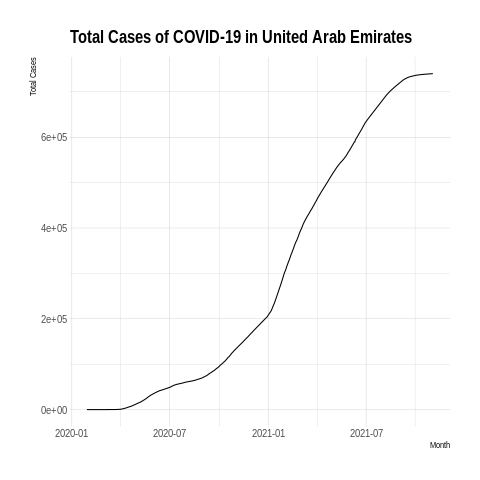 Total Cases of COVID-19 in United Arab Emirates
Total Cases
6e+05
4e+05
2e+05
0e+00
2020-01 2020-07 2021-01 2021-07
Month